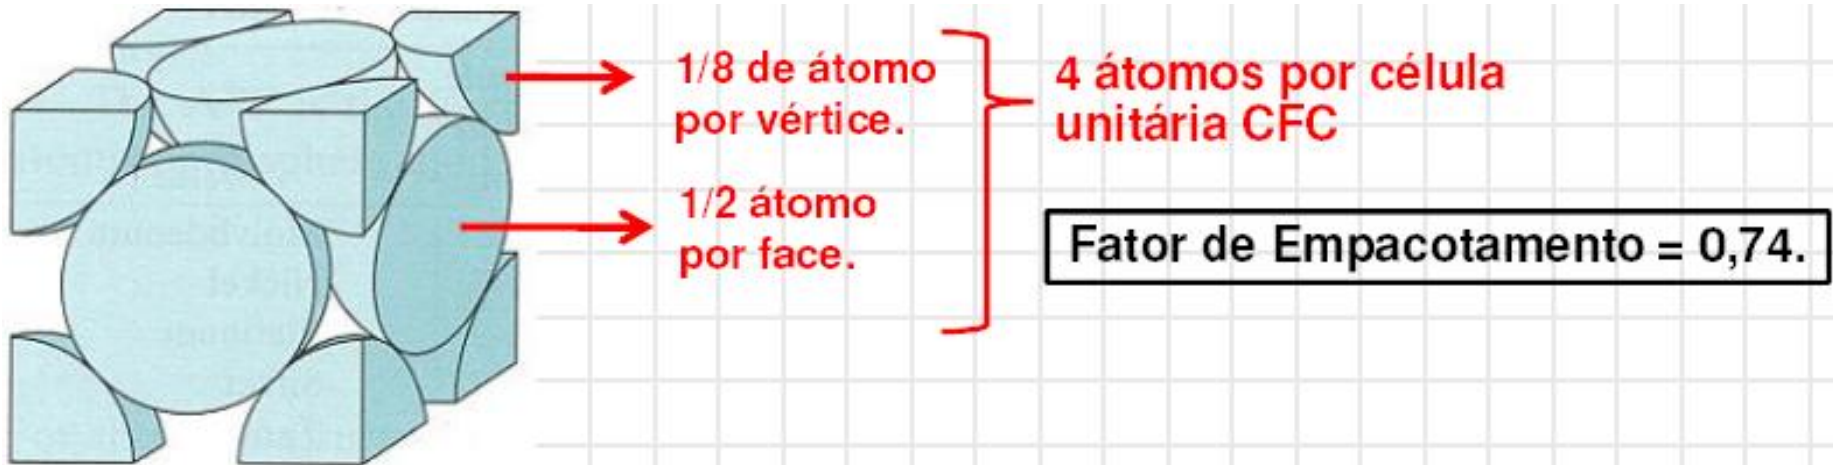 1/8 de átomo
por vértice.
1/2 átomo
por face.
4 átomos por célula
unitária CFC
Fator de Empacotamento = 0,74.